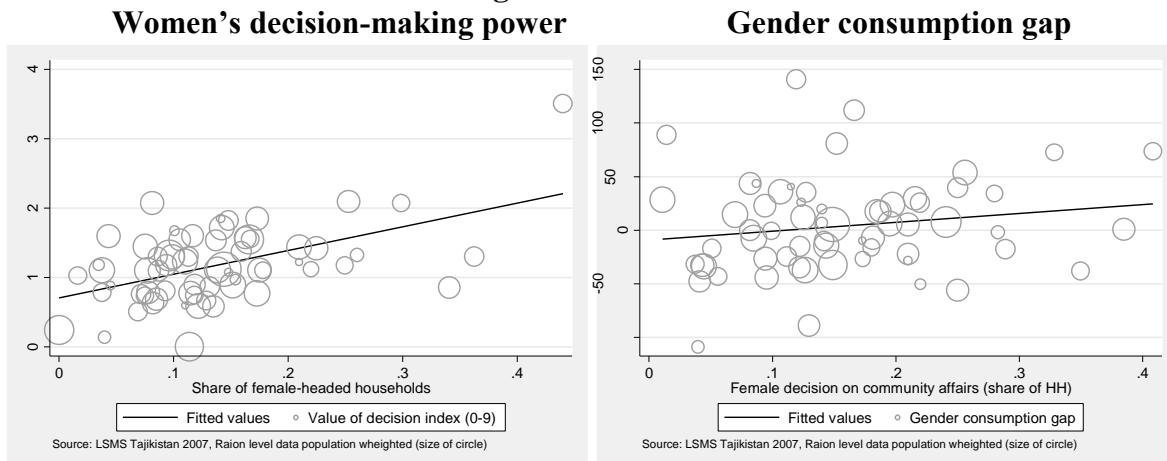 Women's decision-making power
4
3
2
1
0
0
.1
.2
.3
.4
Share of female-headed households
Fitted values
Value of decision index (0-9)
Source: LSMS Tajikistan 2007, Raion level data population wheighted (size of circle)
Gender consumption gap
150
100
50
0
-50
0
.1
.2
.3
.4
Female decision on community affairs (share of HH)
Fitted values
Gender consumption gap
Source: LSMS Tajikistan 2007, Raion level data population wheighted (size of circle)